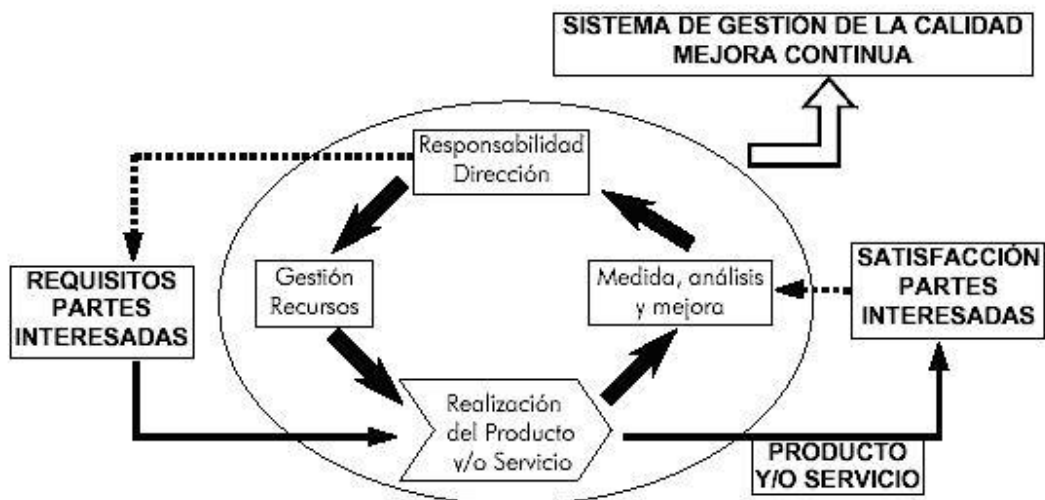 SISTEMA DE GESTIÓN DE LA CALIDAD
MEJORA CONTINUA
Responsabilidad
Dirección
REQUISITOS
PARTES
INTERESADAS
Gestión
Recursos
Medida, análisis
y mejora
SATISFACCIÓN
PARTES
INTERESADAS
Realización
del Producto
y/o Servicio
PRODUCTO
Y/O SERVICIO